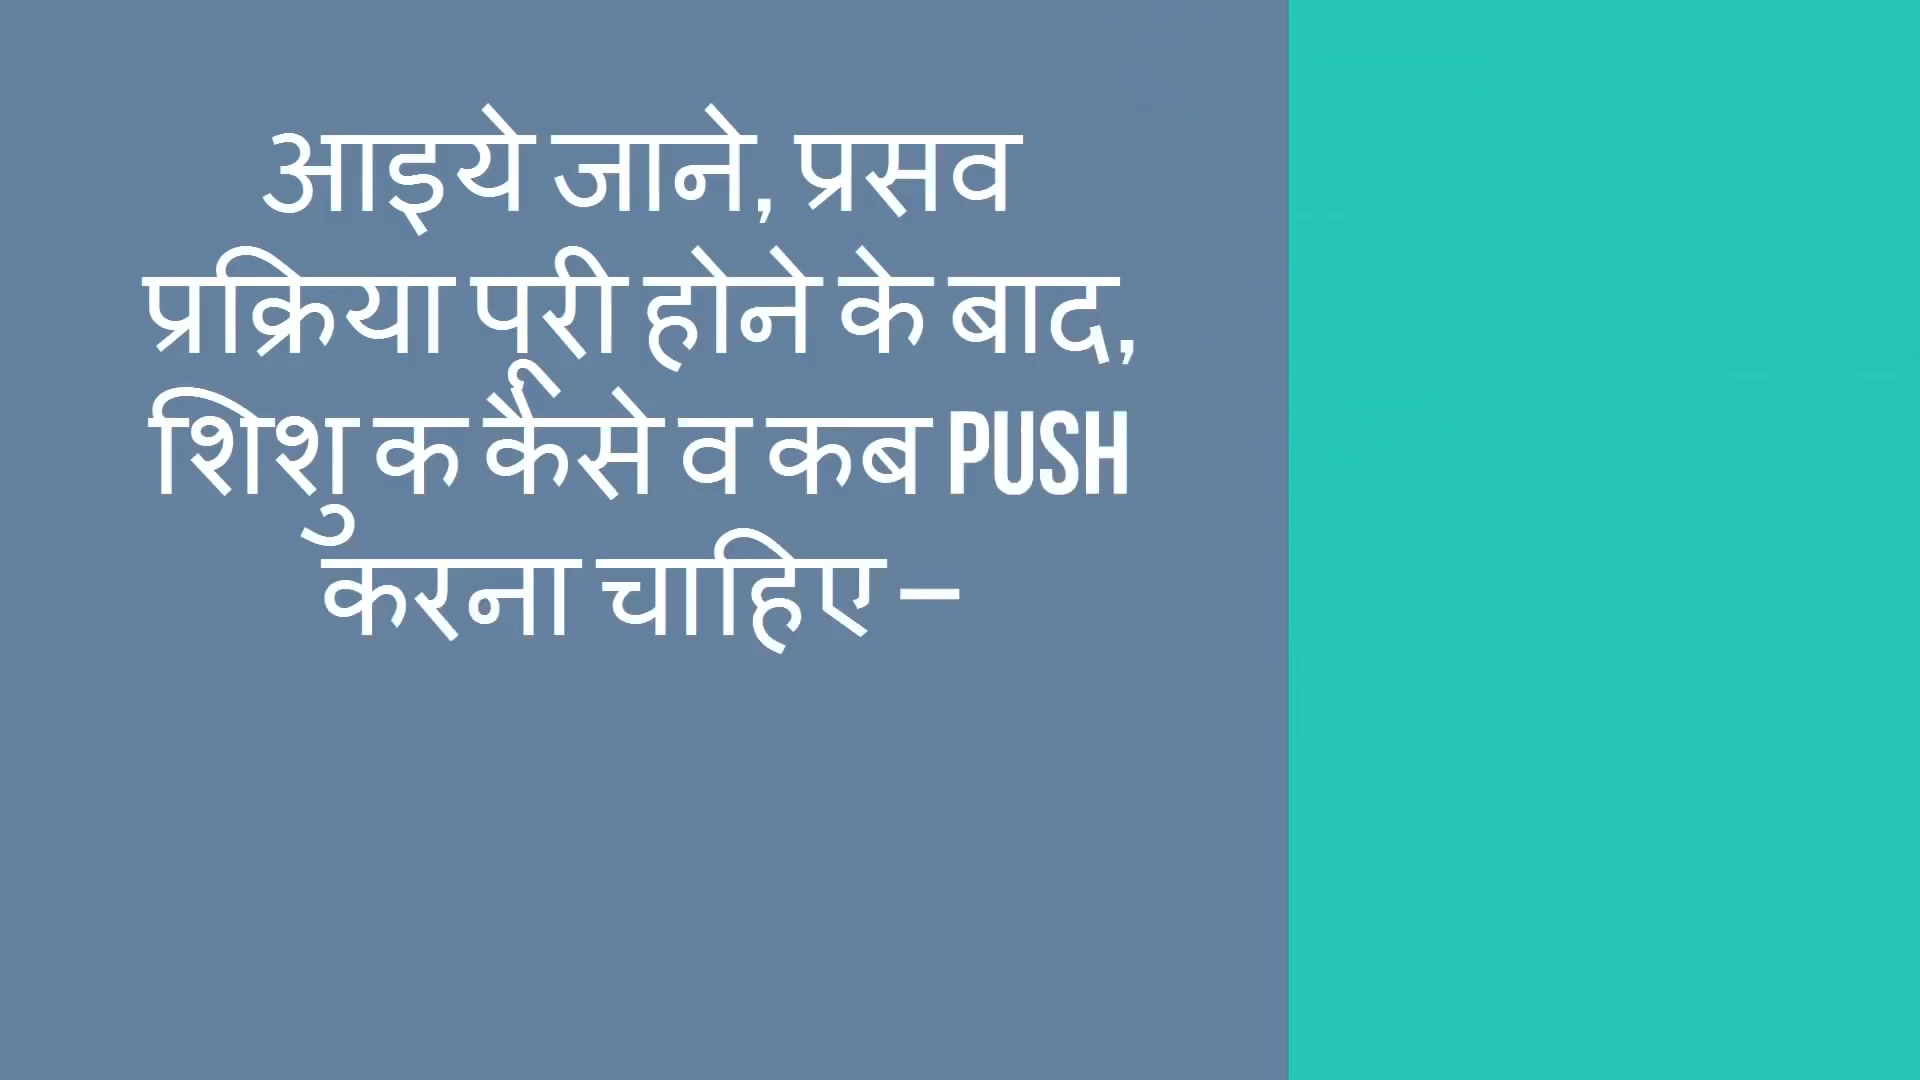 आइये जाने, प्रसव
प्रक्रिया पूरी होने के बाद,
शिशु क कैसे व कब PUSH
करना चाहिए –